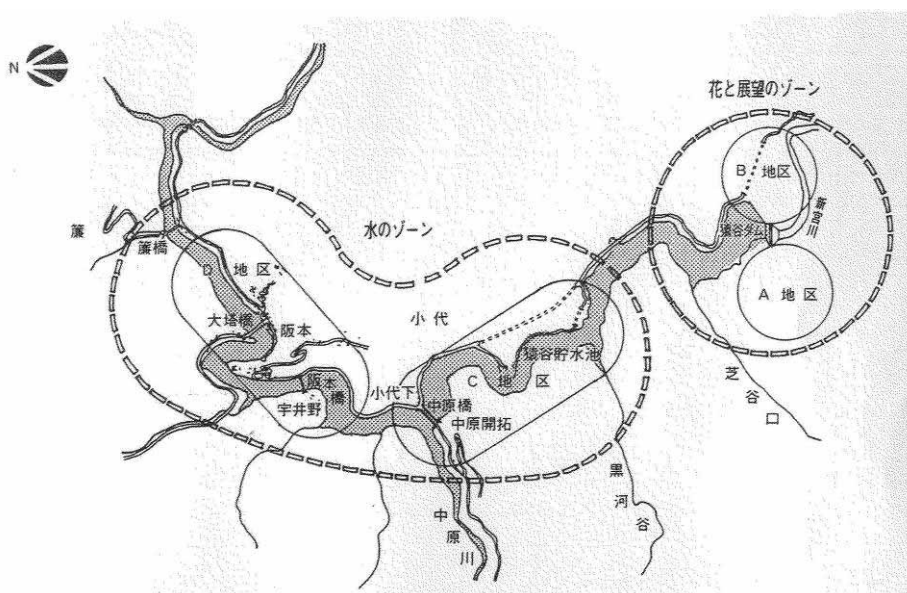 N
花と展望のゾーン
B 地区
新宮川
猿谷ダム
A 地区
水のゾーン
簾
簾橋
D 地区
大塔橋
阪本
小代
猿谷貯水池
C 地区
阪本橋
小代下
宇井野
中原橋
中原開拓
芝谷口
黒河谷
中原川